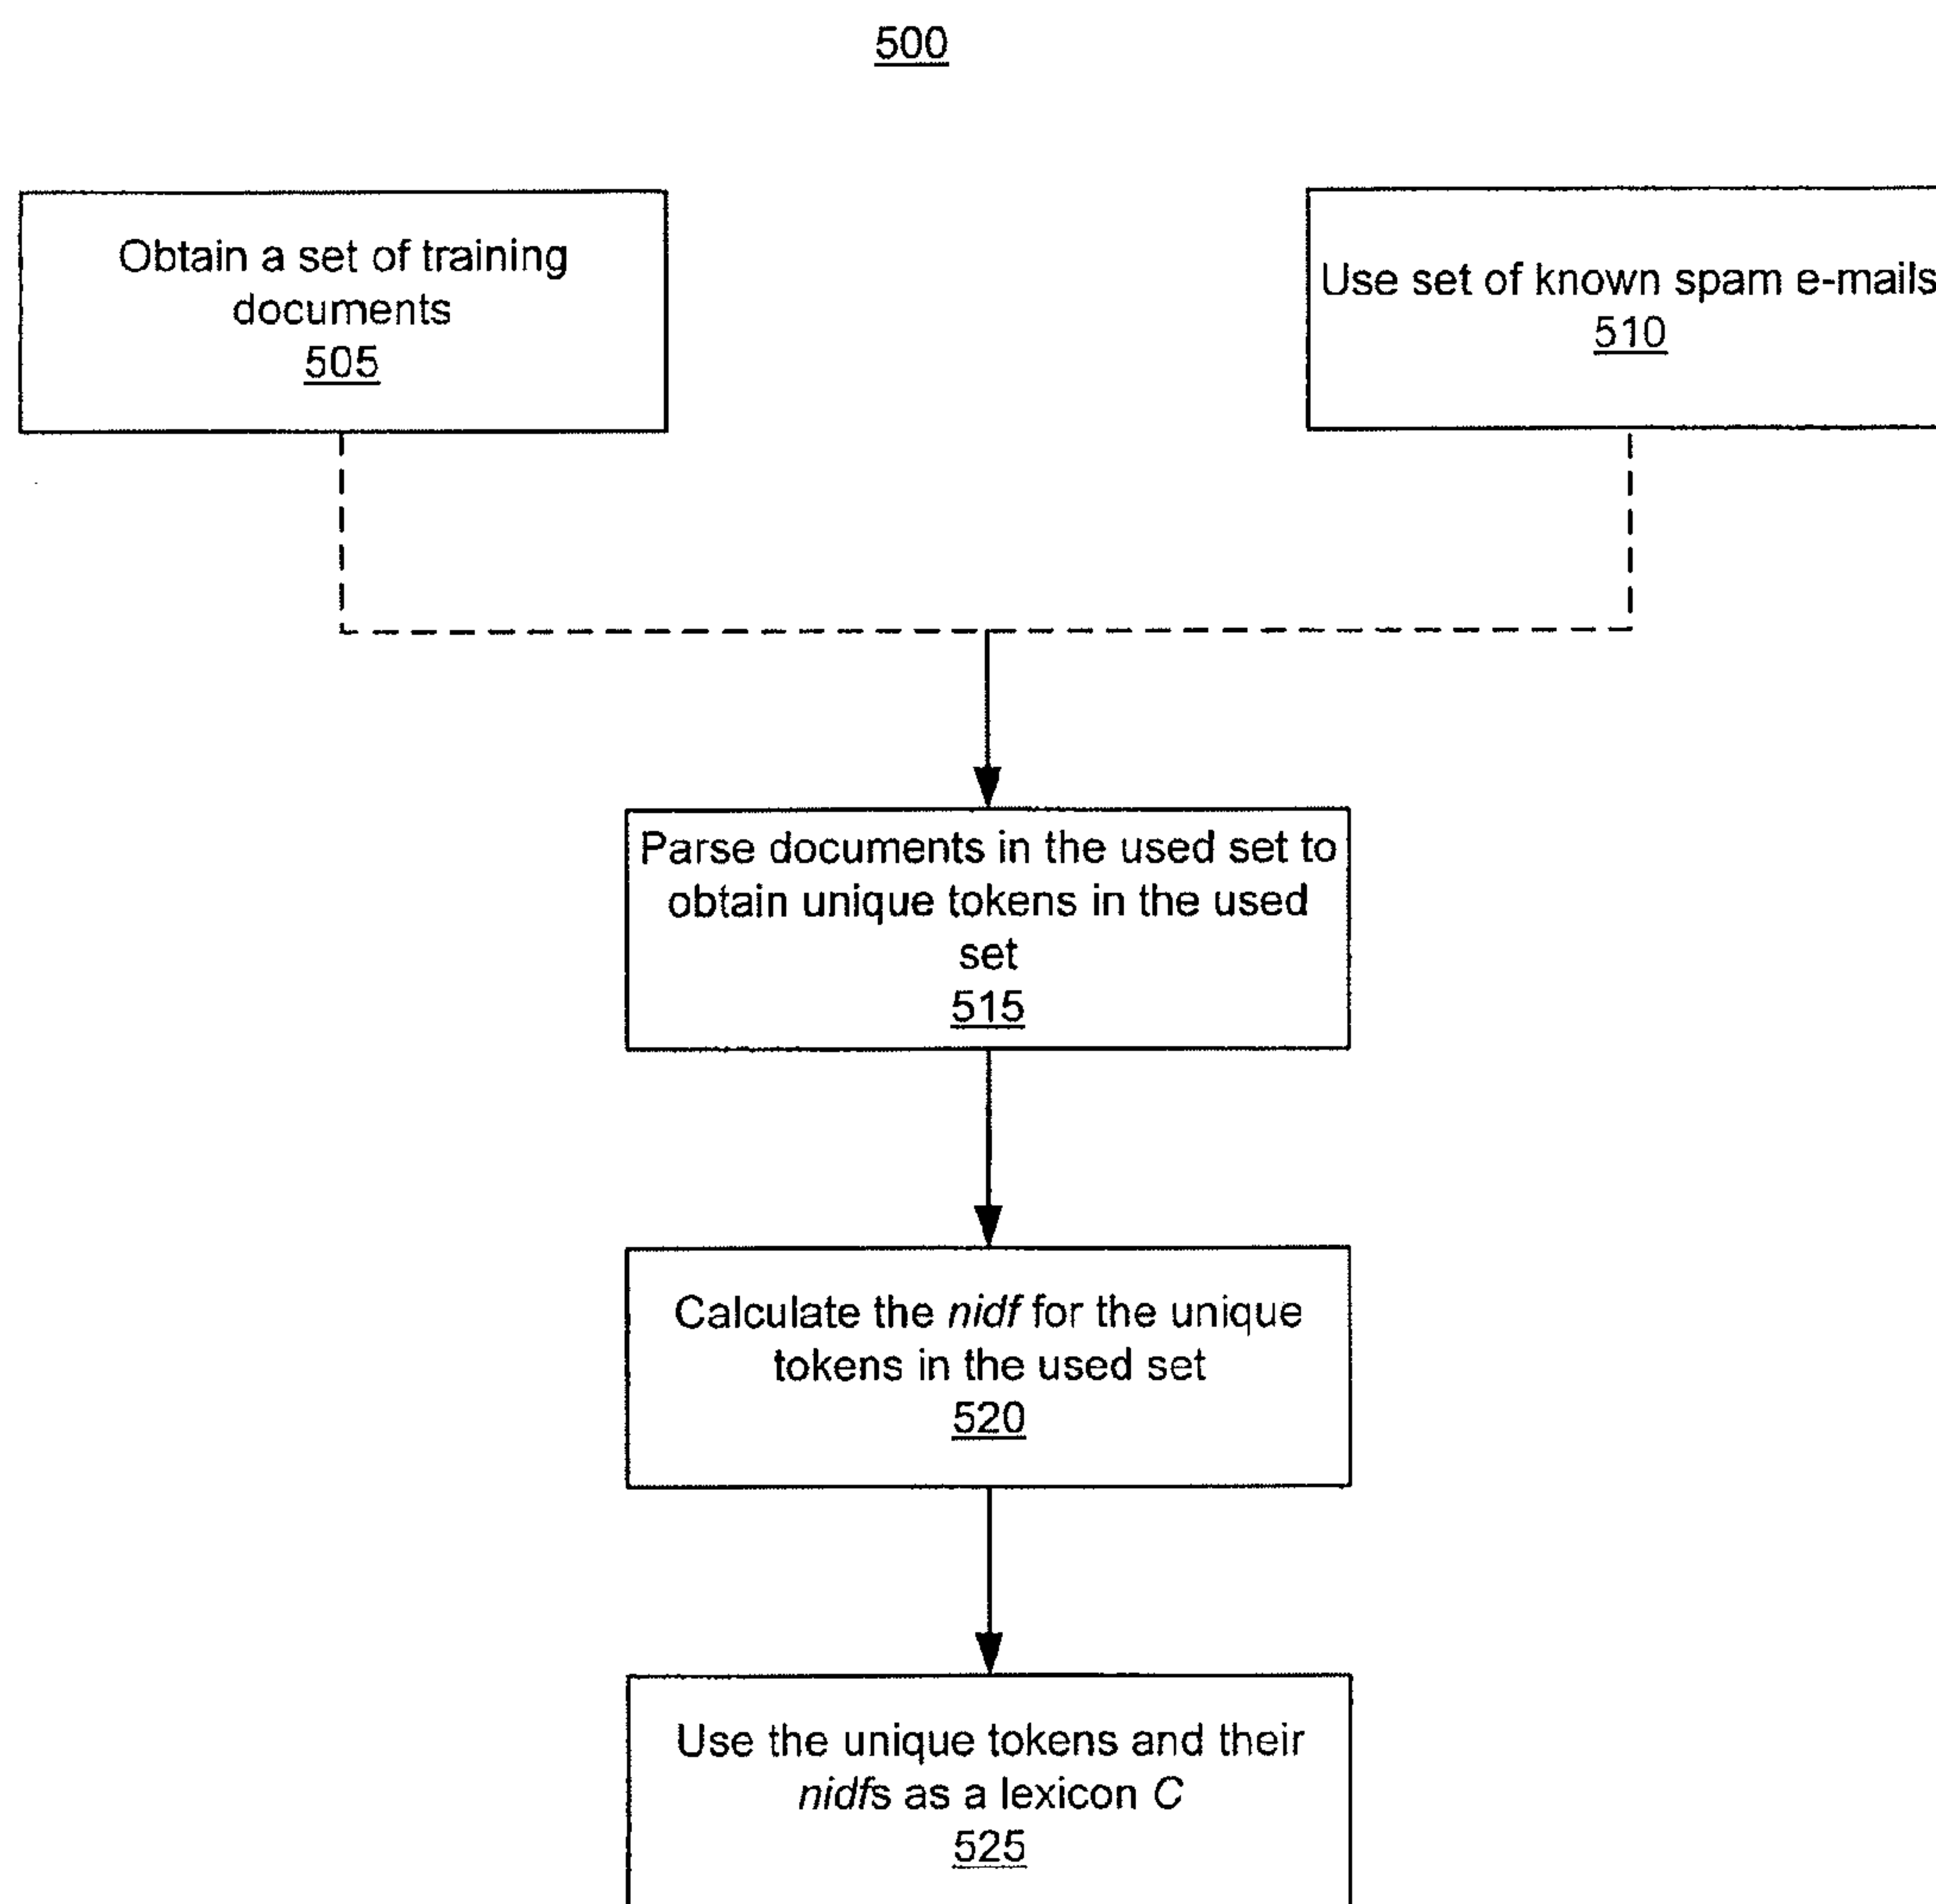 500
Obtain a set of training
documents
505
Use set of known spam e-mails
510
Parse documents in the used set to
obtain unique tokens in the used
set
515
Calculate the nidf for the unique
tokens in the used set
520
Use the unique tokens and their
nidfs as a lexicon C
525